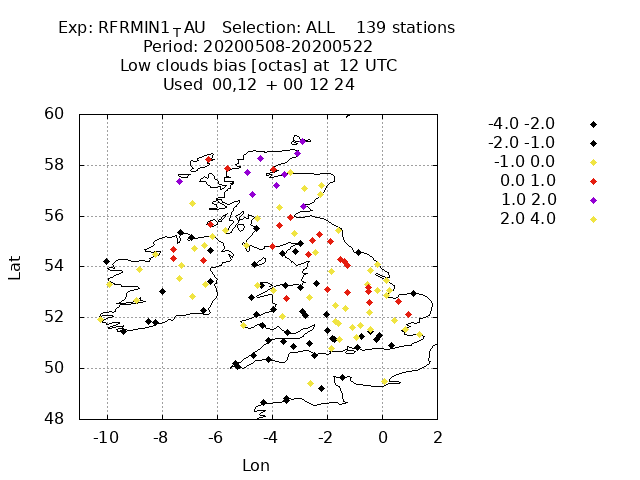 Exp: RFRMIN1TAU Selection: ALL 139 stations
Period: 20200508-20200522
Low clouds bias [octas] at 12 UTC
Used 00,12 + 00 12 24
-4.0 -2.0
-2.0 -1.0
-1.0 0.0
0.0 1.0
1.0 2.0
2.0 4.0
60
58
56
54
52
50
48
Lat
-10 -8 -6 -4 -2 0 2
Lon